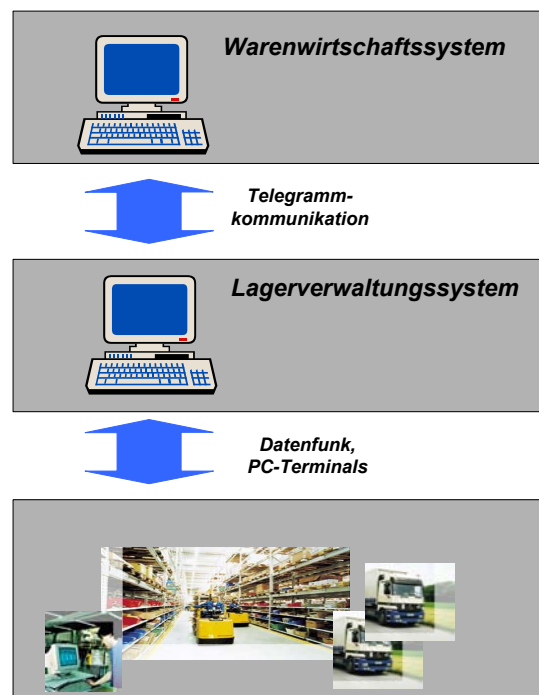 Warenwirtschaftssystem
Telegramm-
kommunikation
Lagerverwaltungssystem
Datenfunk,
PC-Terminals